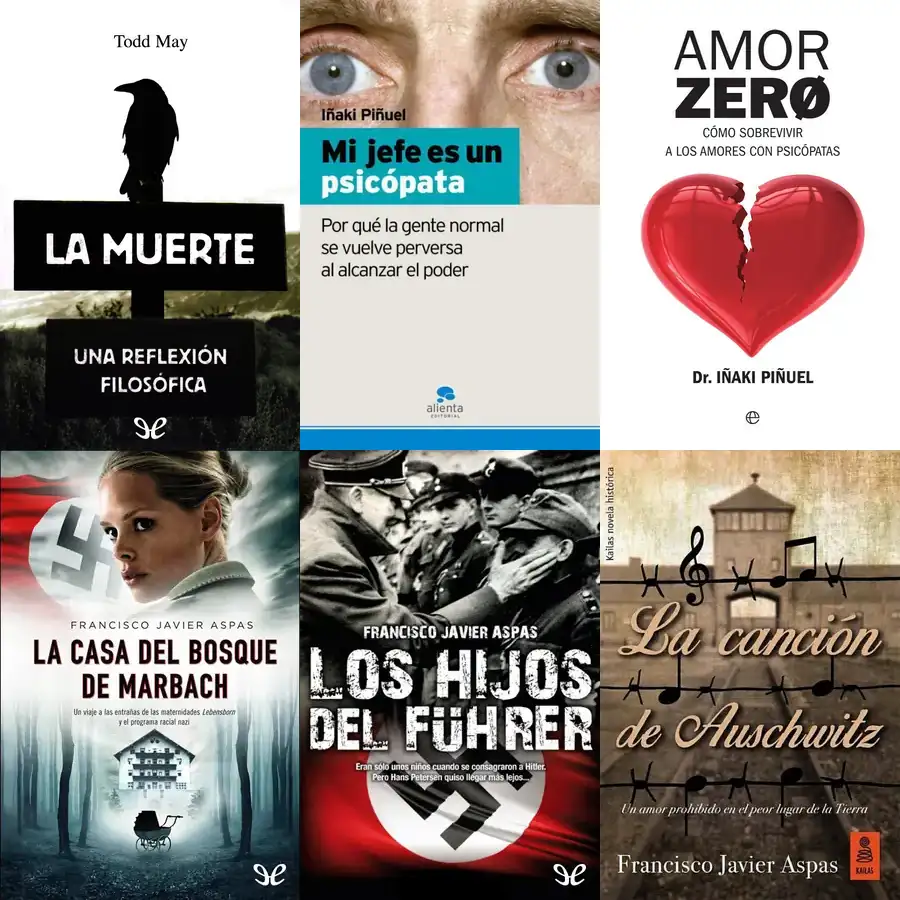 Todd May
LA MUERTE
UNA REFLEXIÓN
FILOSÓFICA
Iñaki Piñuel
Mi jefe es un
psicópata
Por qué la gente normal
se vuelve perversa
al alcanzar el poder
alienta
EDITORIAL
AMOR
ZERØ
CÓMO SOBREVIVIR
A LOS AMORES CON PSICÓPATAS
Dr. IÑAKI PIÑUEL
FRANCISCO JAVIER ASPAS
LA CASA DEL BOSQUE
DE MARBACH
Un viaje a las entrañas de las maternidades Lebensborn
y el programa racial nazi
FRANCISCO JAVIER ASPAS
LOS HIJOS
DEL FÜHRER
Eran sólo unos niños cuando se consagraron a Hitler.
Pero Hans Petersen quiso llegar más lejos...
Kailas novela histórica
La canción
de Auschwitz
Un amor prohibido en el peor lugar de la Tierra
Francisco Javier Aspas
KAILAS